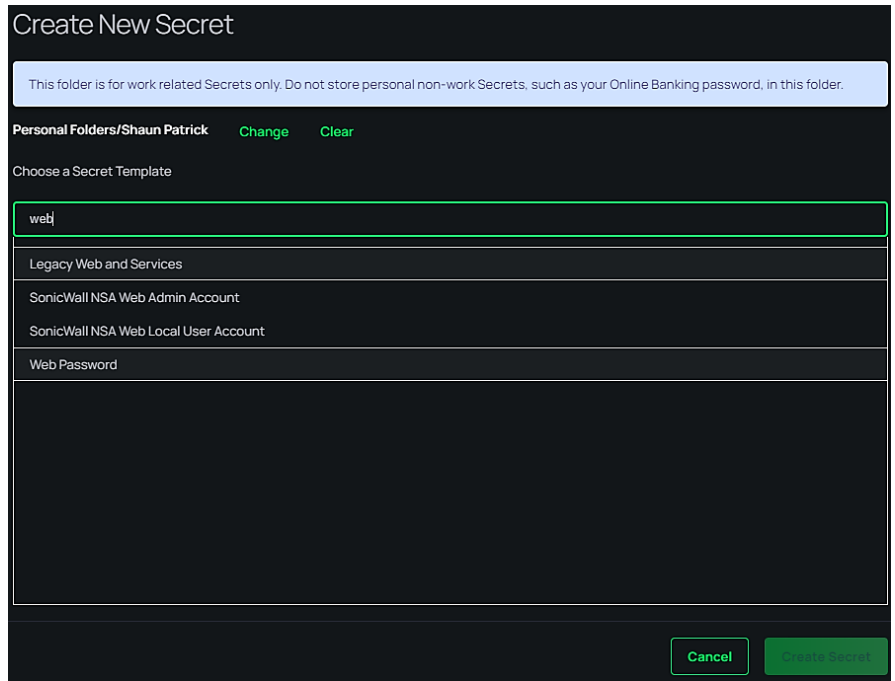 Create New Secret
This folder is for work related Secrets only. Do not store personal non-work Secrets, such as your Online Banking password, in this folder.
Personal Folders/Shaun Patrick Change Clear
Choose a Secret Template
web
Legacy Web and Services
SonicWall NSA Web Admin Account
SonicWall NSA Web Local User Account
Web Password
Cancel Create Secret